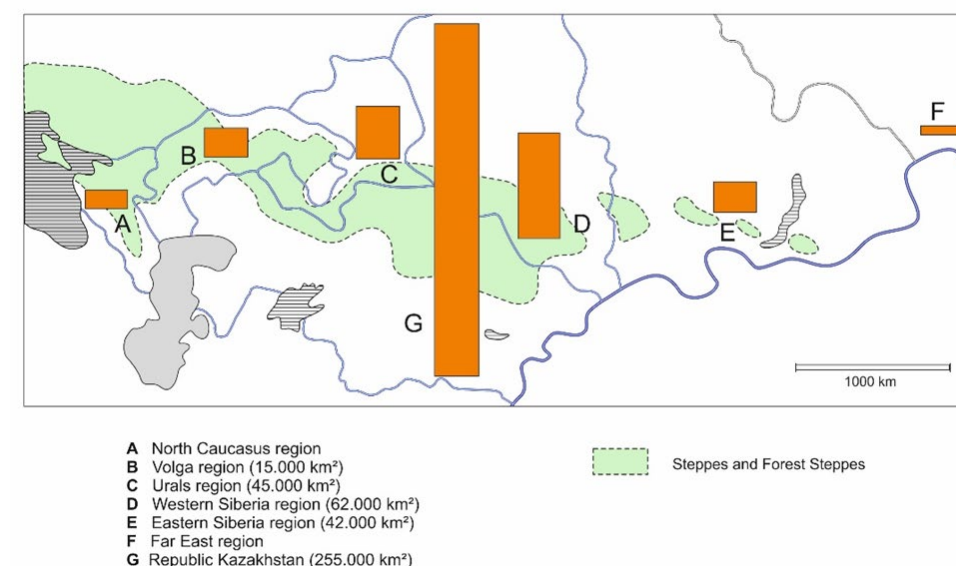 F
B
C
A
D
E
G
1000 km
A North Caucasus region
B Volga region (15.000 km²)
C Urals region (45.000 km²)
D Western Siberia region (62.000 km²)
E Eastern Siberia region (42.000 km²)
F Far East region
G Republic Kazakhstan (255.000 km²)
Steppes and Forest Steppes